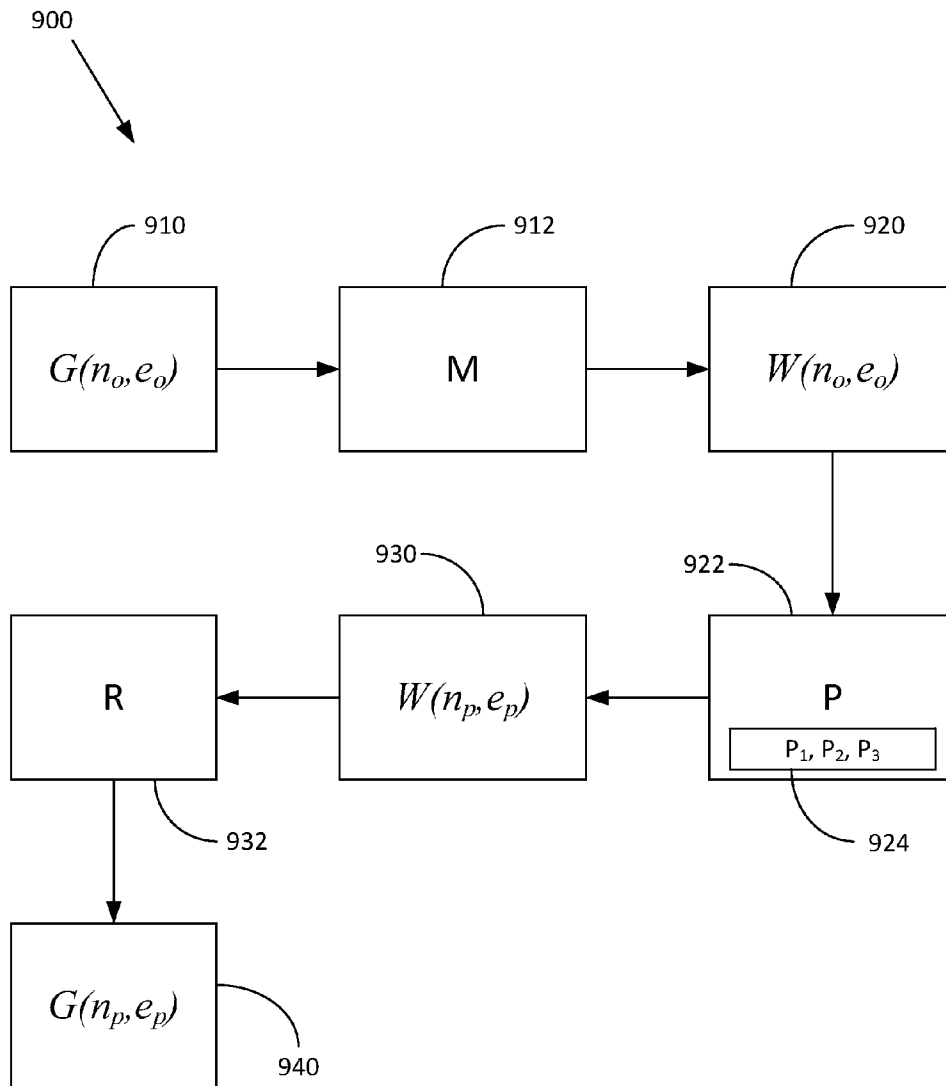 900
910
912
920
G(nₒ,eₒ)
M
W(nₒ,eₒ)
930
922
R
W(nₚ,eₚ)
P
P₁, P₂, P₃
932
924
G(nₚ,eₚ)
940